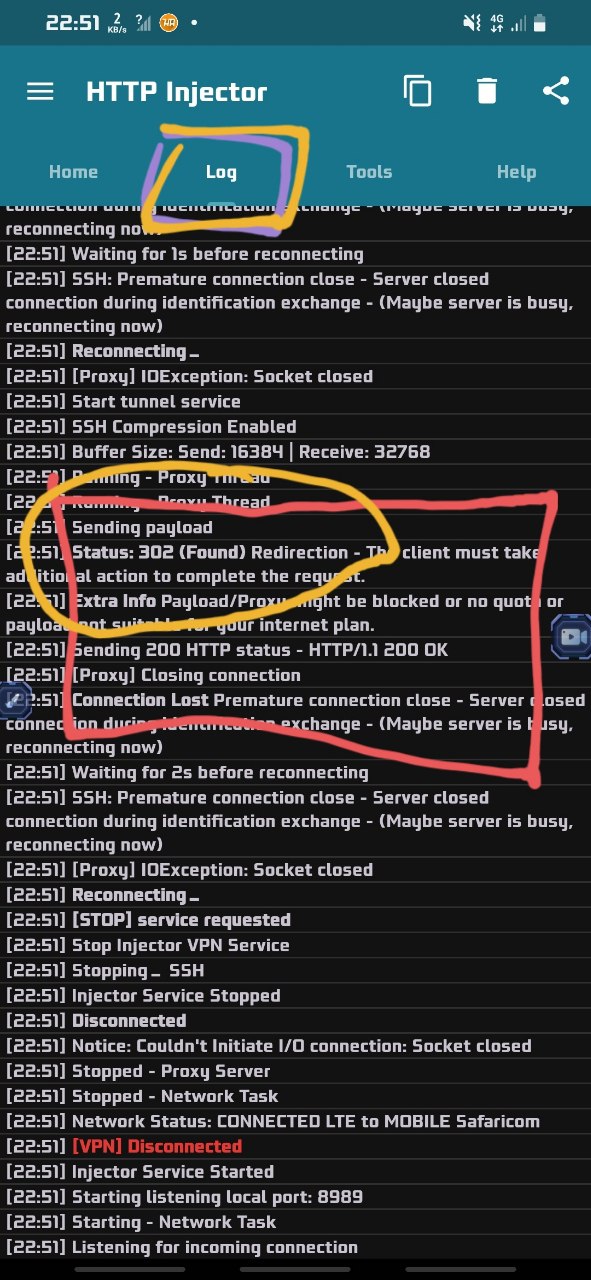 22:51 2 KB/s ? 4G
HTTP Injector
Home Log Tools Help
connection during identification exchange - (Maybe server is busy,
reconnecting now)
[22:51] Waiting for 1s before reconnecting
[22:51] SSH: Premature connection close - Server closed
connection during identification exchange - (Maybe server is busy,
reconnecting now)
[22:51] Reconnecting…
[22:51] [Proxy] IOException: Socket closed
[22:51] Start tunnel service
[22:51] SSH Compression Enabled
[22:51] Buffer Size: Send: 16384 | Receive: 32768
[22:51] Running - Proxy Thread
[22:51] Running - Proxy Thread
[22:51] Sending payload
[22:51] Status: 302 (Found) Redirection - The client must take
additional action to complete the request.
[22:51] Extra Info Payload/Proxy might be blocked or no quota or
payload not suitable for your internet plan.
[22:51] Sending 200 HTTP status - HTTP/1.1 200 OK
[22:51] [Proxy] Closing connection
[22:51] Connection Lost Premature connection close - Server closed
connection during identification exchange - (Maybe server is busy,
reconnecting now)
[22:51] Waiting for 2s before reconnecting
[22:51] SSH: Premature connection close - Server closed
connection during identification exchange - (Maybe server is busy,
reconnecting now)
[22:51] [Proxy] IOException: Socket closed
[22:51] Reconnecting…
[22:51] [STOP] service requested
[22:51] Stop Injector VPN Service
[22:51] Stopping… SSH
[22:51] Injector Service Stopped
[22:51] Disconnected
[22:51] Notice: Couldn't Initiate I/O connection: Socket closed
[22:51] Stopped - Proxy Server
[22:51] Stopped - Network Task
[22:51] Network Status: CONNECTED LTE to MOBILE Safaricom
[22:51] [VPN] Disconnected
[22:51] Injector Service Started
[22:51] Starting listening local port: 8989
[22:51] Starting - Network Task
[22:51] Listening for incoming connection